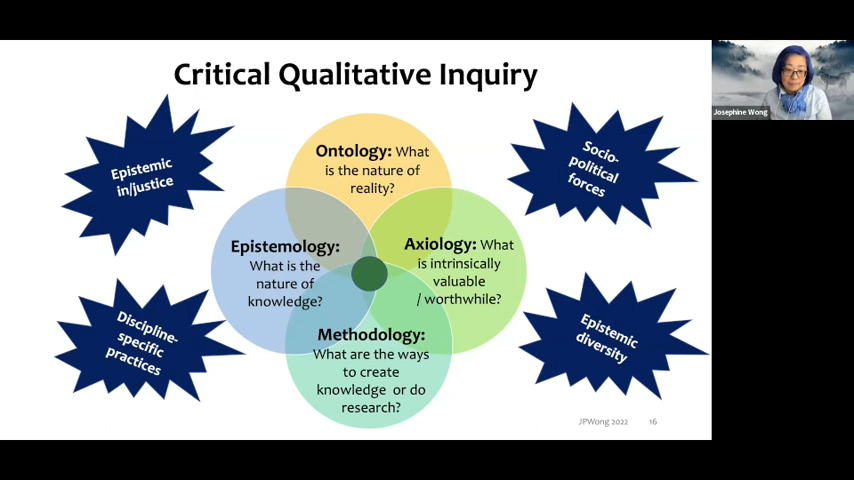 Critical Qualitative Inquiry
Josephine Wong
Epistemic
in/justice
Socio-
political
forces
Ontology: What
is the nature of
reality?
Epistemology:
What is the
nature of
knowledge?
Axiology: What
is intrinsically
valuable
/ worthwhile?
Discipline-
specific
practices
Methodology:
What are the ways
to create
knowledge or do
research?
Epistemic
diversity
JPWong 2022
16